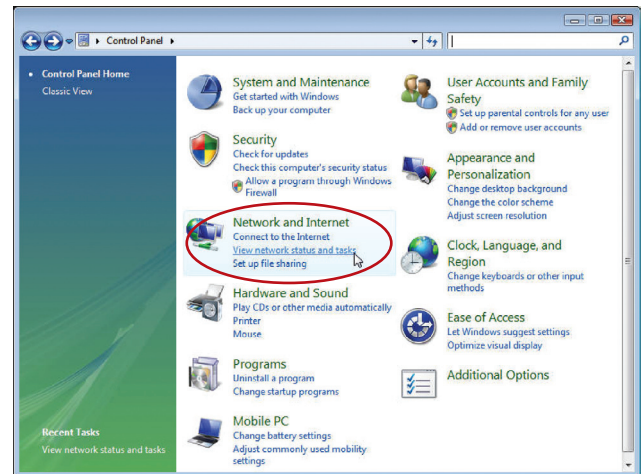 Control Panel
Control Panel Home
Classic View
System and Maintenance
Get started with Windows
Back up your computer
Security
Check for updates
Check this computer's security status
Allow a program through Windows
Firewall
Network and Internet
Connect to the Internet
View network status and tasks
Set up file sharing
Hardware and Sound
Play CDs or other media automatically
Printer
Mouse
Programs
Uninstall a program
Change startup programs
Mobile PC
Change battery settings
Adjust commonly used mobility
settings
User Accounts and Family
Safety
Set up parental controls for any user
Add or remove user accounts
Appearance and
Personalization
Change desktop background
Change the color scheme
Adjust screen resolution
Clock, Language, and
Region
Change keyboards or other input
methods
Ease of Access
Let Windows suggest settings
Optimize visual display
Additional Options
Recent Tasks
View network status and tasks